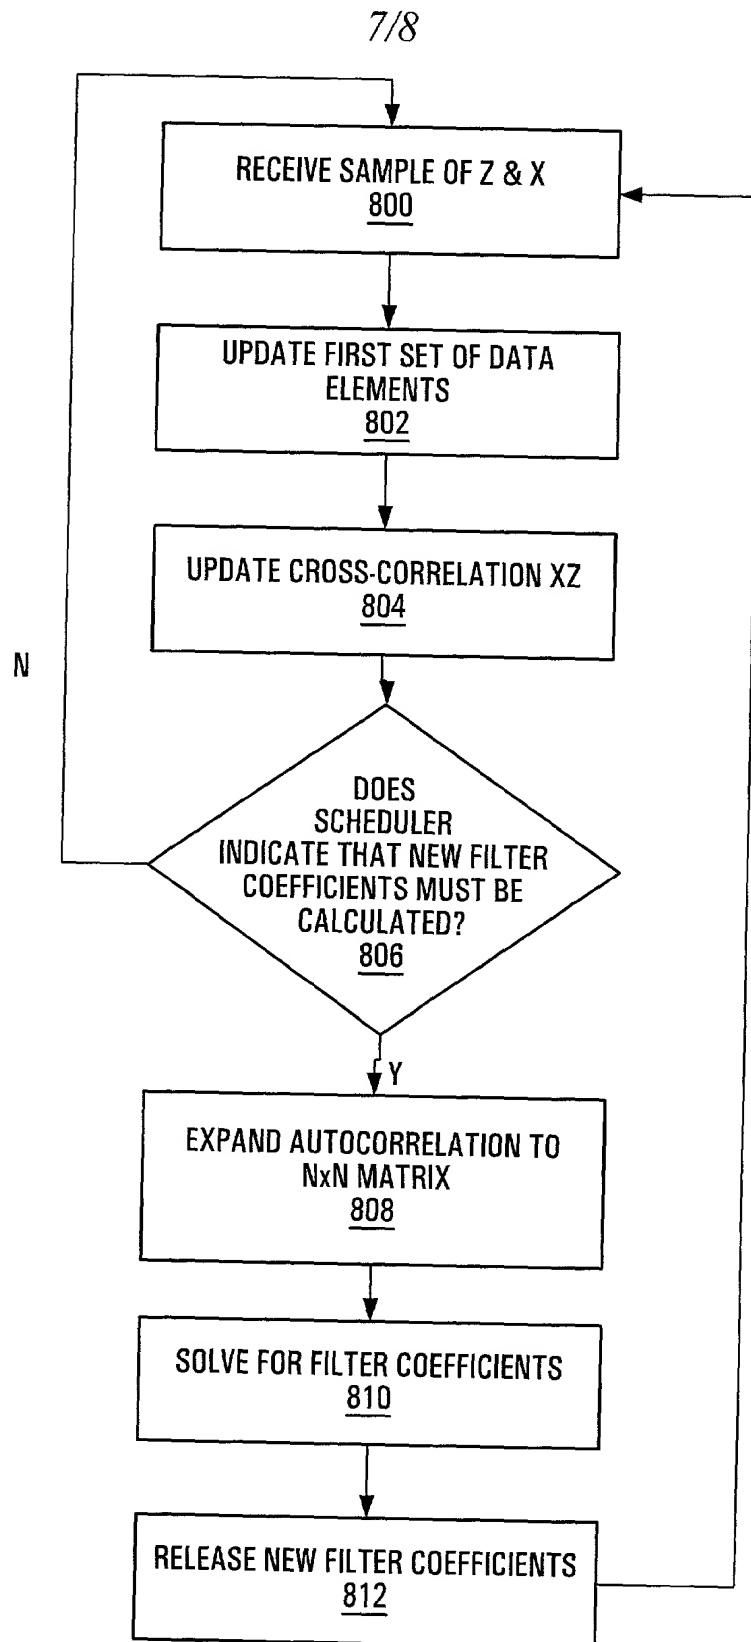 7/8
RECEIVE SAMPLE OF Z & X
800
UPDATE FIRST SET OF DATA
ELEMENTS
802
UPDATE CROSS-CORRELATION XZ
804
N
DOES
SCHEDULER
INDICATE THAT NEW FILTER
COEFFICIENTS MUST BE
CALCULATED?
806
Y
EXPAND AUTOCORRELATION TO
NxN MATRIX
808
SOLVE FOR FILTER COEFFICIENTS
810
RELEASE NEW FILTER COEFFICIENTS
812